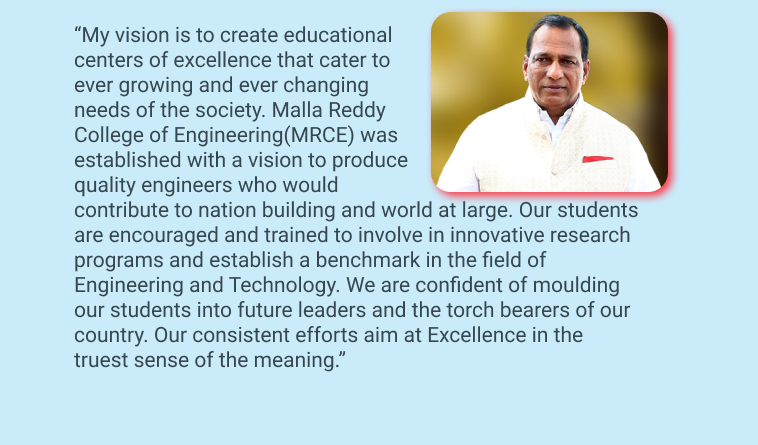 “My vision is to create educational
centers of excellence that cater to
ever growing and ever changing
needs of the society. Malla Reddy
College of Engineering(MRCE) was
established with a vision to produce
quality engineers who would
contribute to nation building and world at large. Our students
are encouraged and trained to involve in innovative research
programs and establish a benchmark in the field of
Engineering and Technology. We are confident of moulding
our students into future leaders and the torch bearers of our
country. Our consistent efforts aim at Excellence in the
truest sense of the meaning.”